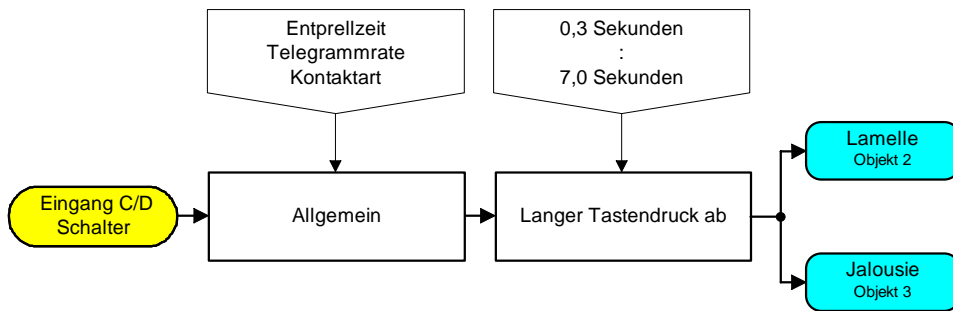 Entprellzeit
Telegrammrate
Kontaktart
0,3 Sekunden
:
7,0 Sekunden
Eingang C/D
Schalter
Allgemein
Langer Tastendruck ab
Lamelle
Objekt 2
Jalousie
Objekt 3